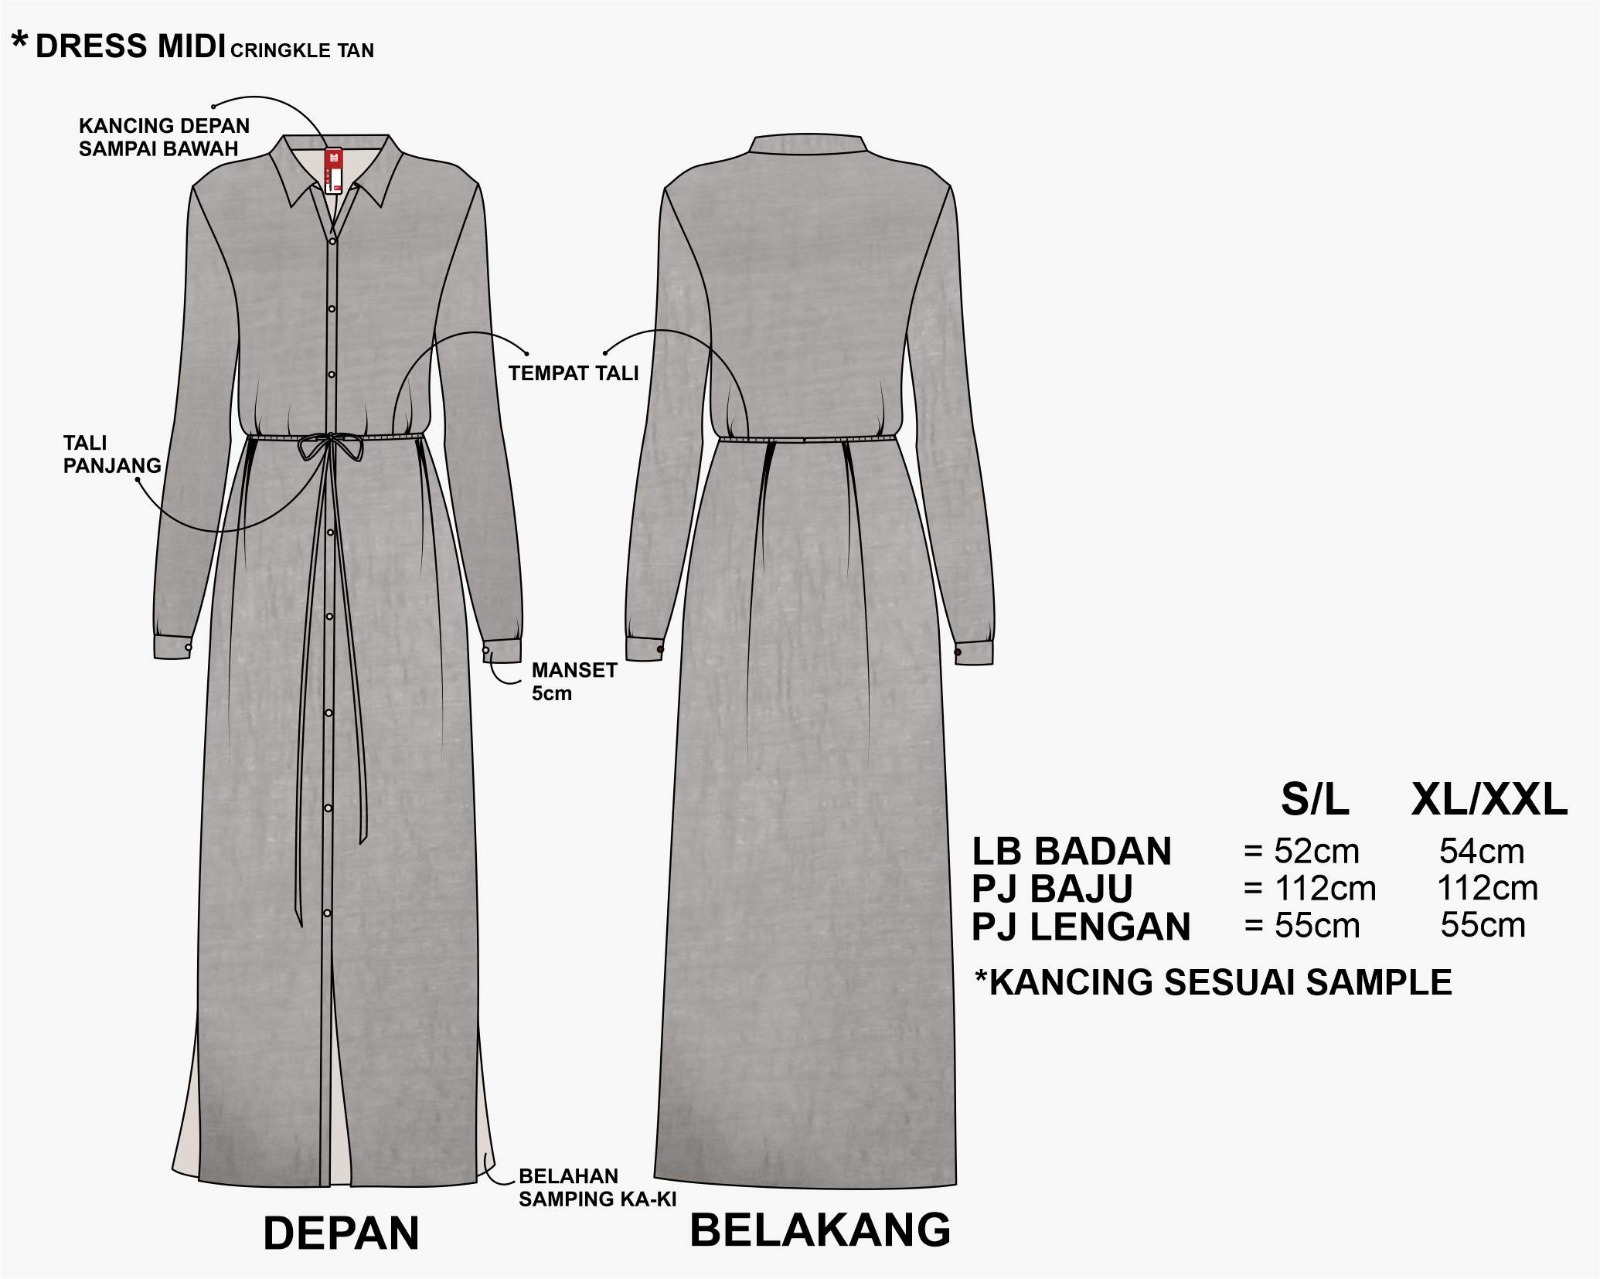 * DRESS MIDI CRINGKLE TAN
KANCING DEPAN
SAMPAI BAWAH
TEMPAT TALI
TALI
PANJANG
MANSET
5cm
S/L XL/XXL
LB BADAN = 52cm 54cm
PJ BAJU = 112cm 112cm
PJ LENGAN = 55cm 55cm
*KANCING SESUAI SAMPLE
BELAHAN
SAMPING KA-KI
DEPAN
BELAKANG